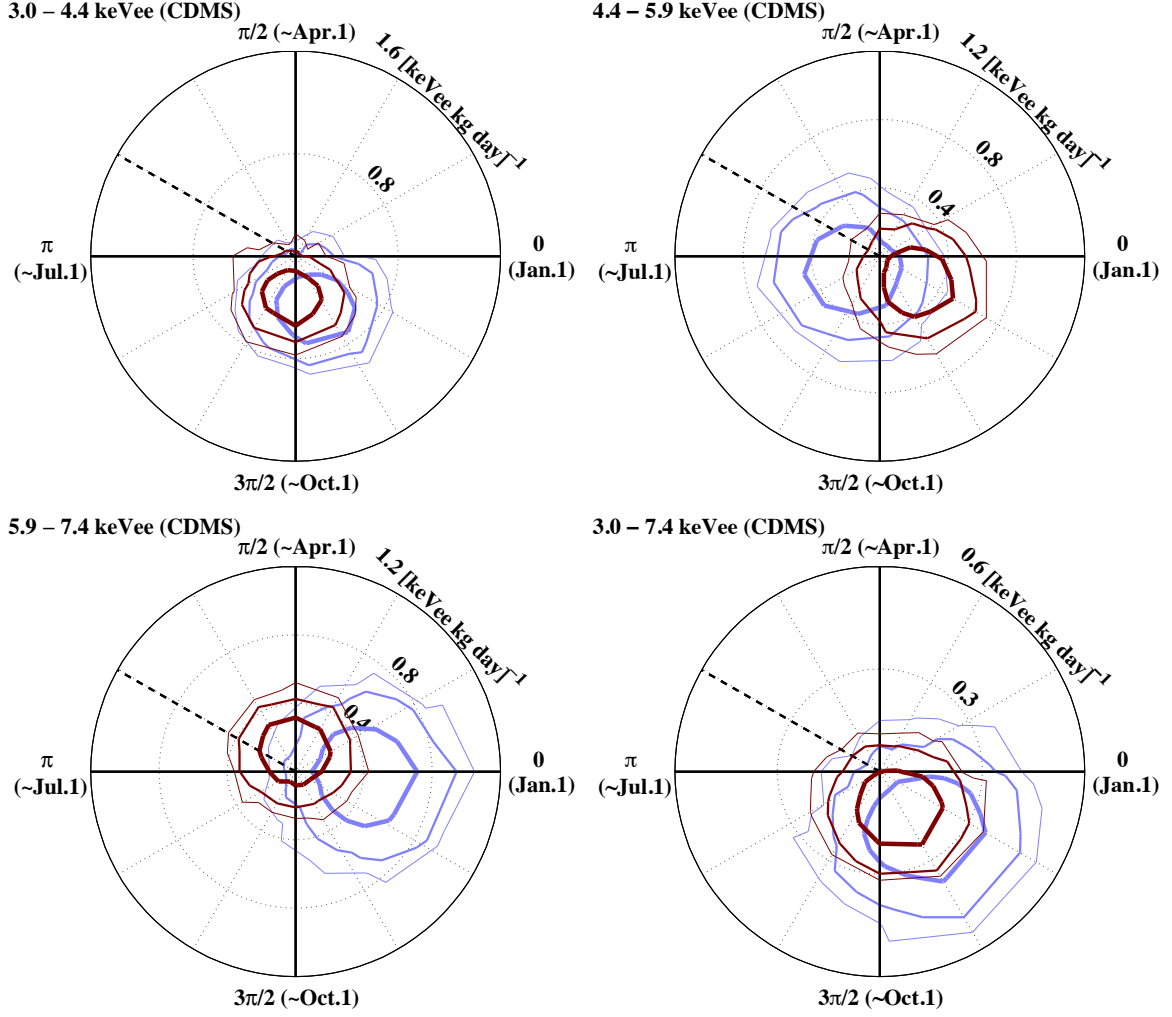 3.0 – 4.4 keVee (CDMS)
π/2 (~Apr.1)
1.6 [keVee kg day]⁻¹
0.8
π
(~Jul.1)
0
(Jan.1)
3π/2 (~Oct.1)
4.4 – 5.9 keVee (CDMS)
π/2 (~Apr.1)
1.2 [keVee kg day]⁻¹
0.8
0.4
π
(~Jul.1)
0
(Jan.1)
3π/2 (~Oct.1)
5.9 – 7.4 keVee (CDMS)
π/2 (~Apr.1)
1.2 [keVee kg day]⁻¹
0.8
0.4
π
(~Jul.1)
0
(Jan.1)
3π/2 (~Oct.1)
3.0 – 7.4 keVee (CDMS)
π/2 (~Apr.1)
0.6 [keVee kg day]⁻¹
0.3
π
(~Jul.1)
0
(Jan.1)
3π/2 (~Oct.1)